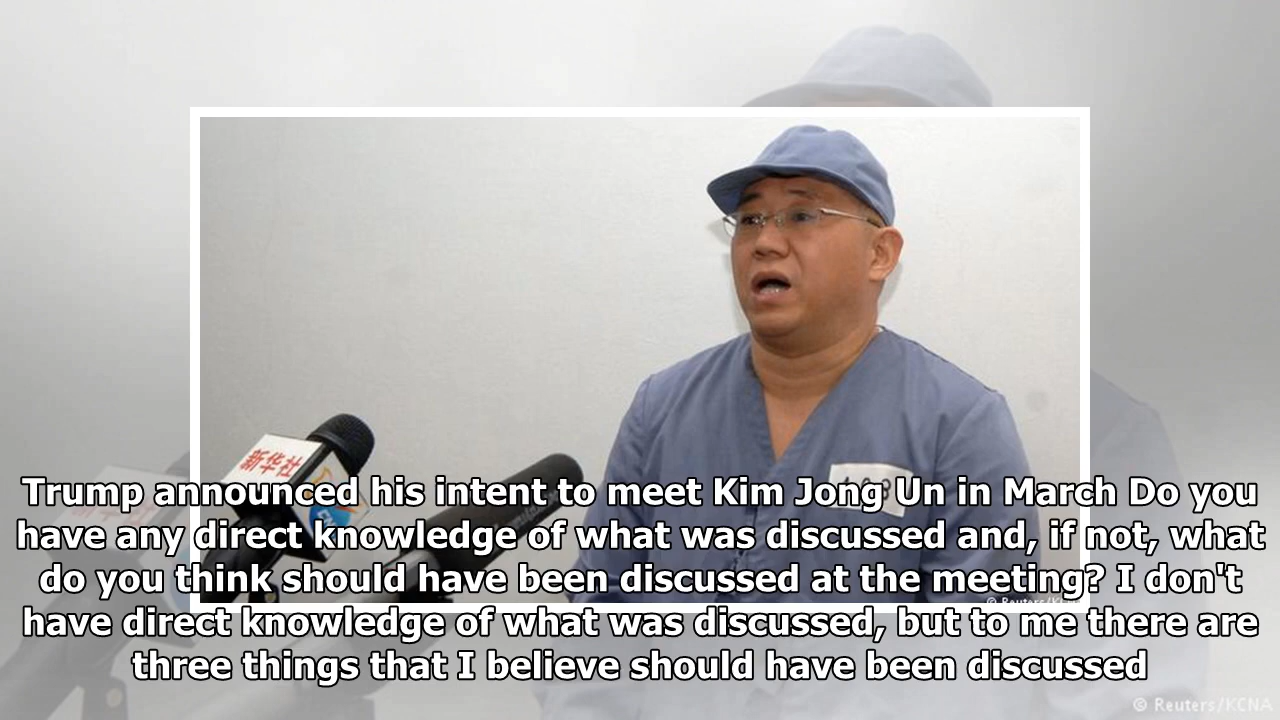 新华社
Trump announced his intent to meet Kim Jong Un in March Do you
have any direct knowledge of what was discussed and, if not, what
do you think should have been discussed at the meeting? I don't
have direct knowledge of what was discussed, but to me there are
three things that I believe should have been discussed
© Reuters/KCNA